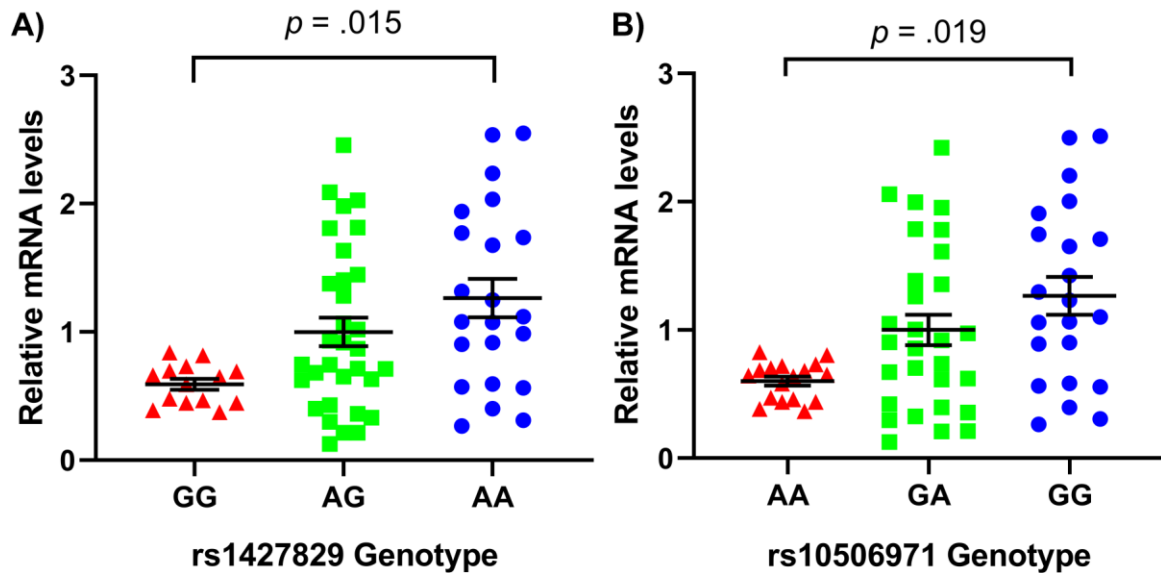 A)
p = .015
3
2
1
0
Relative mRNA levels
GG AG AA
rs1427829 Genotype
B)
p = .019
3
2
1
0
Relative mRNA levels
AA GA GG
rs10506971 Genotype